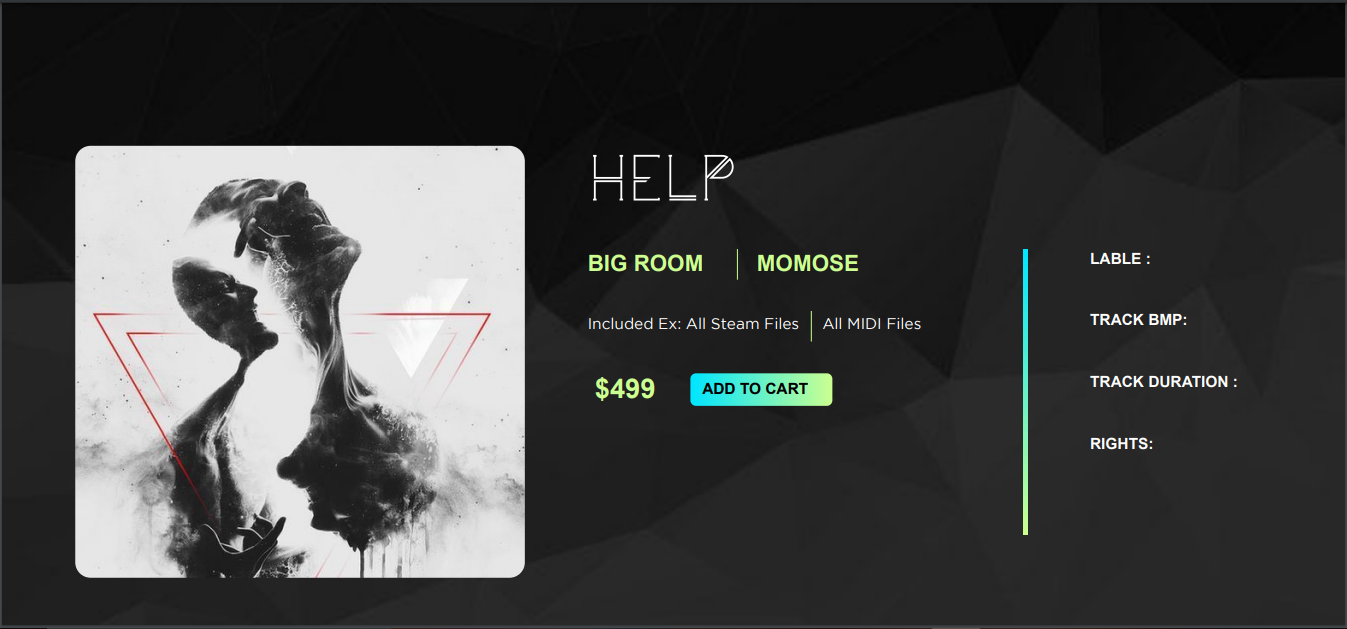 HELP
BIG ROOM | MOMOSE
Included Ex: All Steam Files | All MIDI Files
$499 ADD TO CART
LABLE :
TRACK BMP:
TRACK DURATION :
RIGHTS: